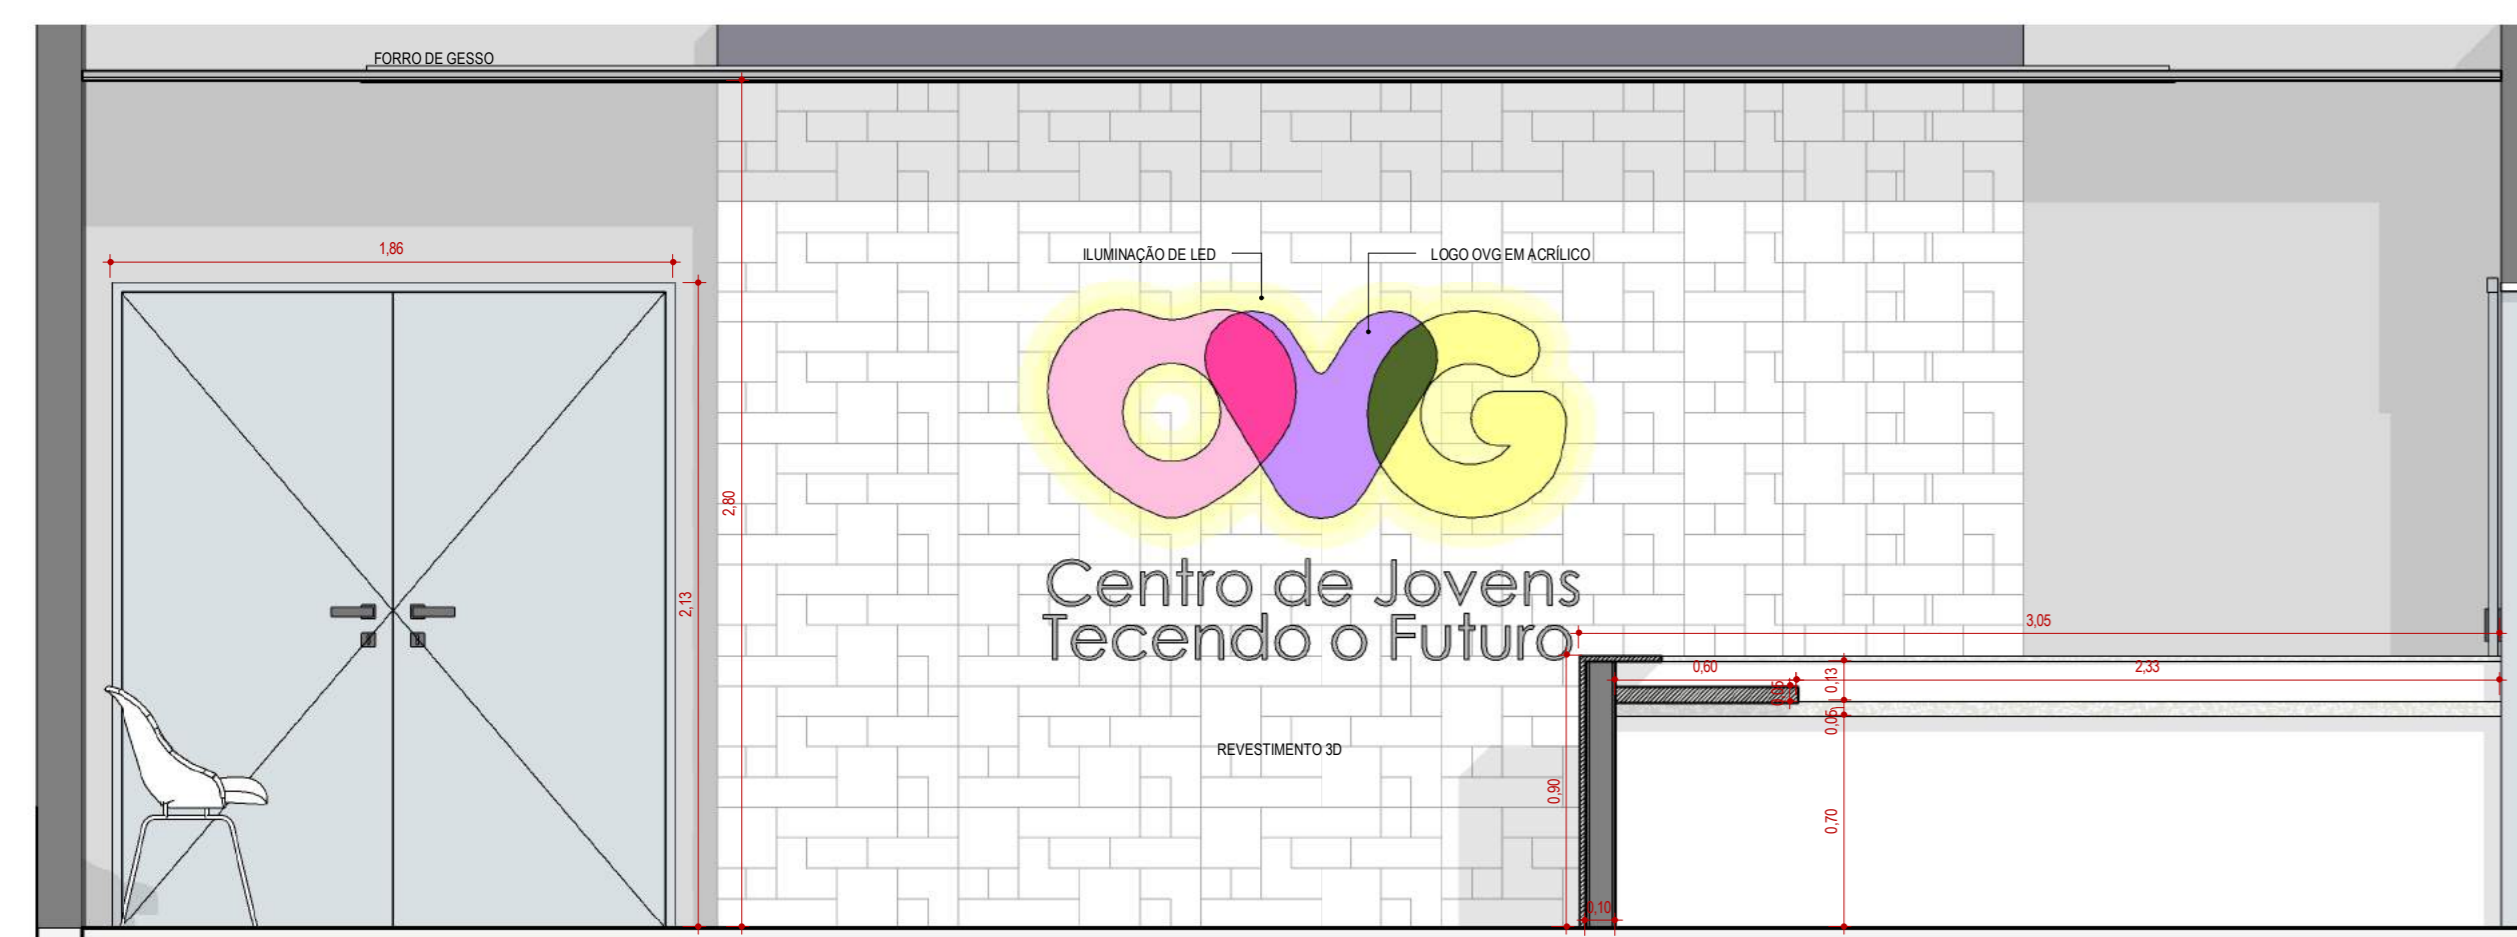 FORRO DE GESSO
1,86
ILUMINAÇÃO DE LED
LOGO OVG EM ACRÍLICO
OVG
2,80
2,13
Centro de Jovens
Tecendo o Futuro
3,05
0,60
0,13
2,33
0,05
0,05
REVESTIMENTO 3D
0,90
0,70
0,10